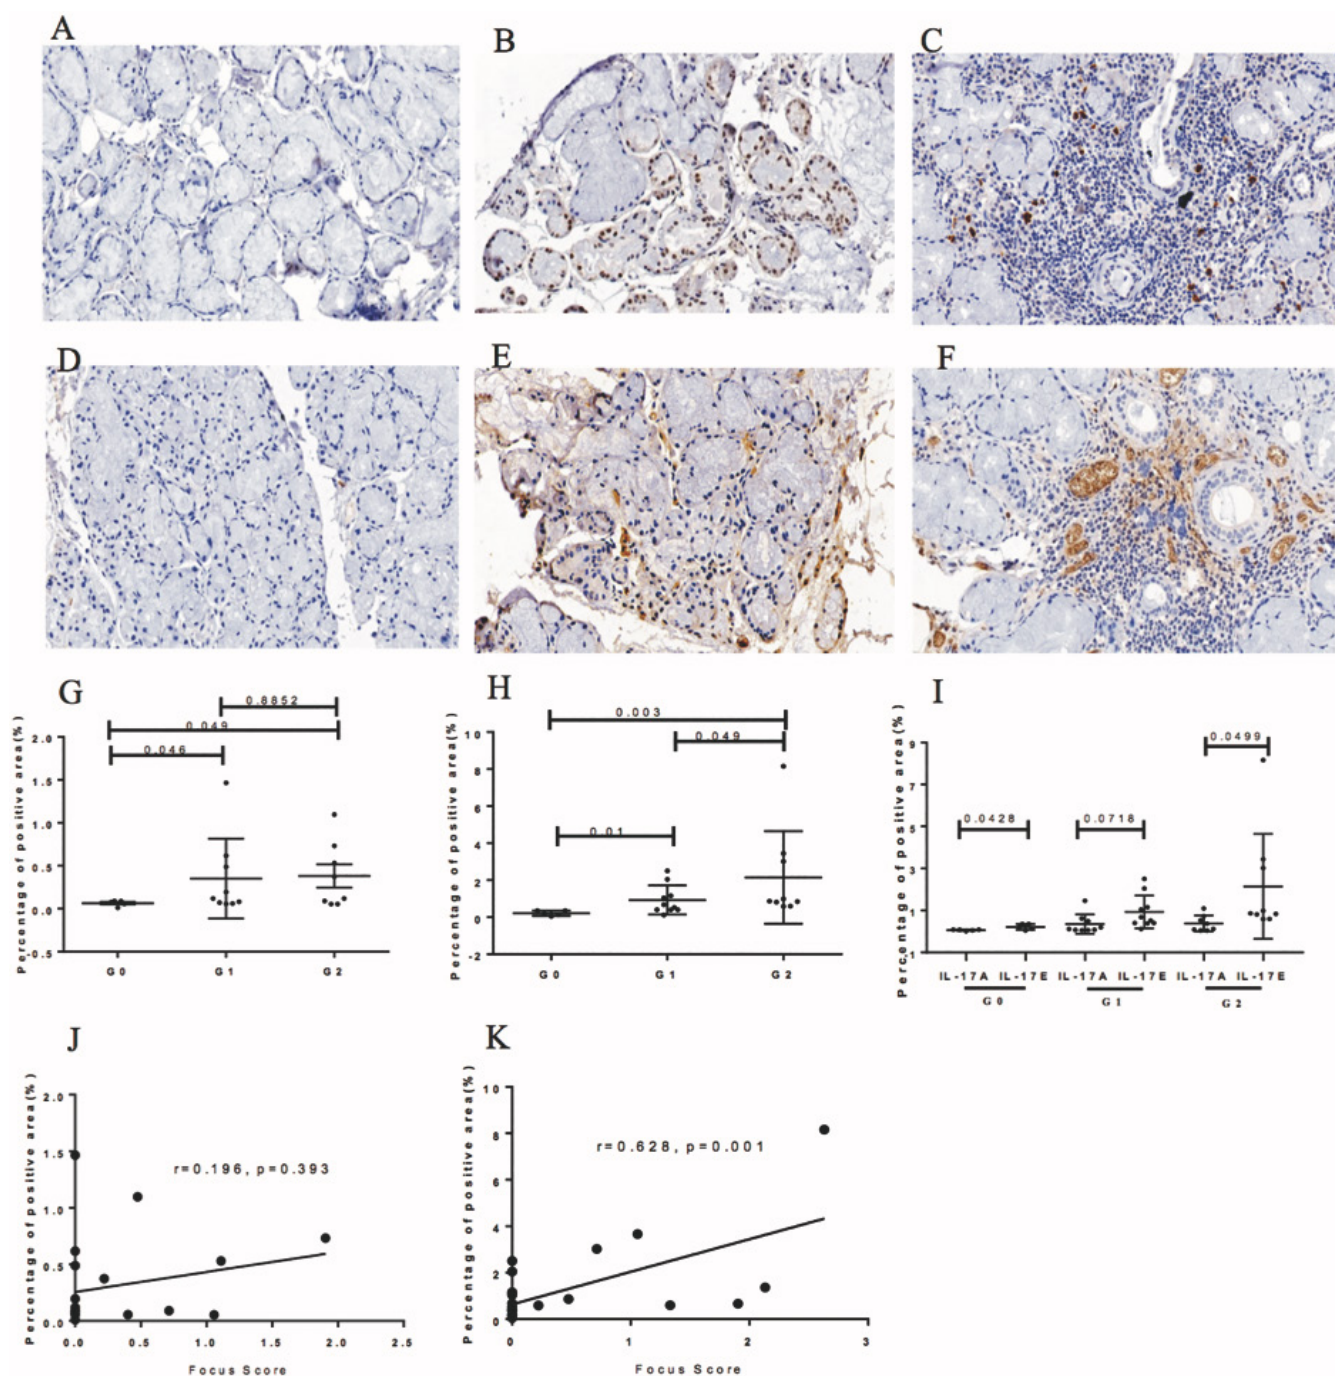 A
B
C
D
E
F
G
Percentage of positive area(%)
2.0
1.5
1.0
0.5
0.0
-0.5
0.8852
0.049
0.046
G0 G1 G2
H
Percentage of positive area(%)
10
8
6
4
2
0
-2
0.003
0.049
0.01
G0 G1 G2
I
Percentage of positive area(%)
9
7
5
3
1
-1
0.0499
0.0428
0.0718
IL-17A IL-17E IL-17A IL-17E IL-17A IL-17E
G0 G1 G2
J
Percentage of positive area(%)
2.0
1.5
1.0
0.5
0.0
r=0.196, p=0.393
0.0 0.5 1.0 1.5 2.0 2.5
Focus Score
K
Percentage of positive area(%)
10
8
6
4
2
0
r=0.628, p=0.001
0 1 2 3
Focus Score